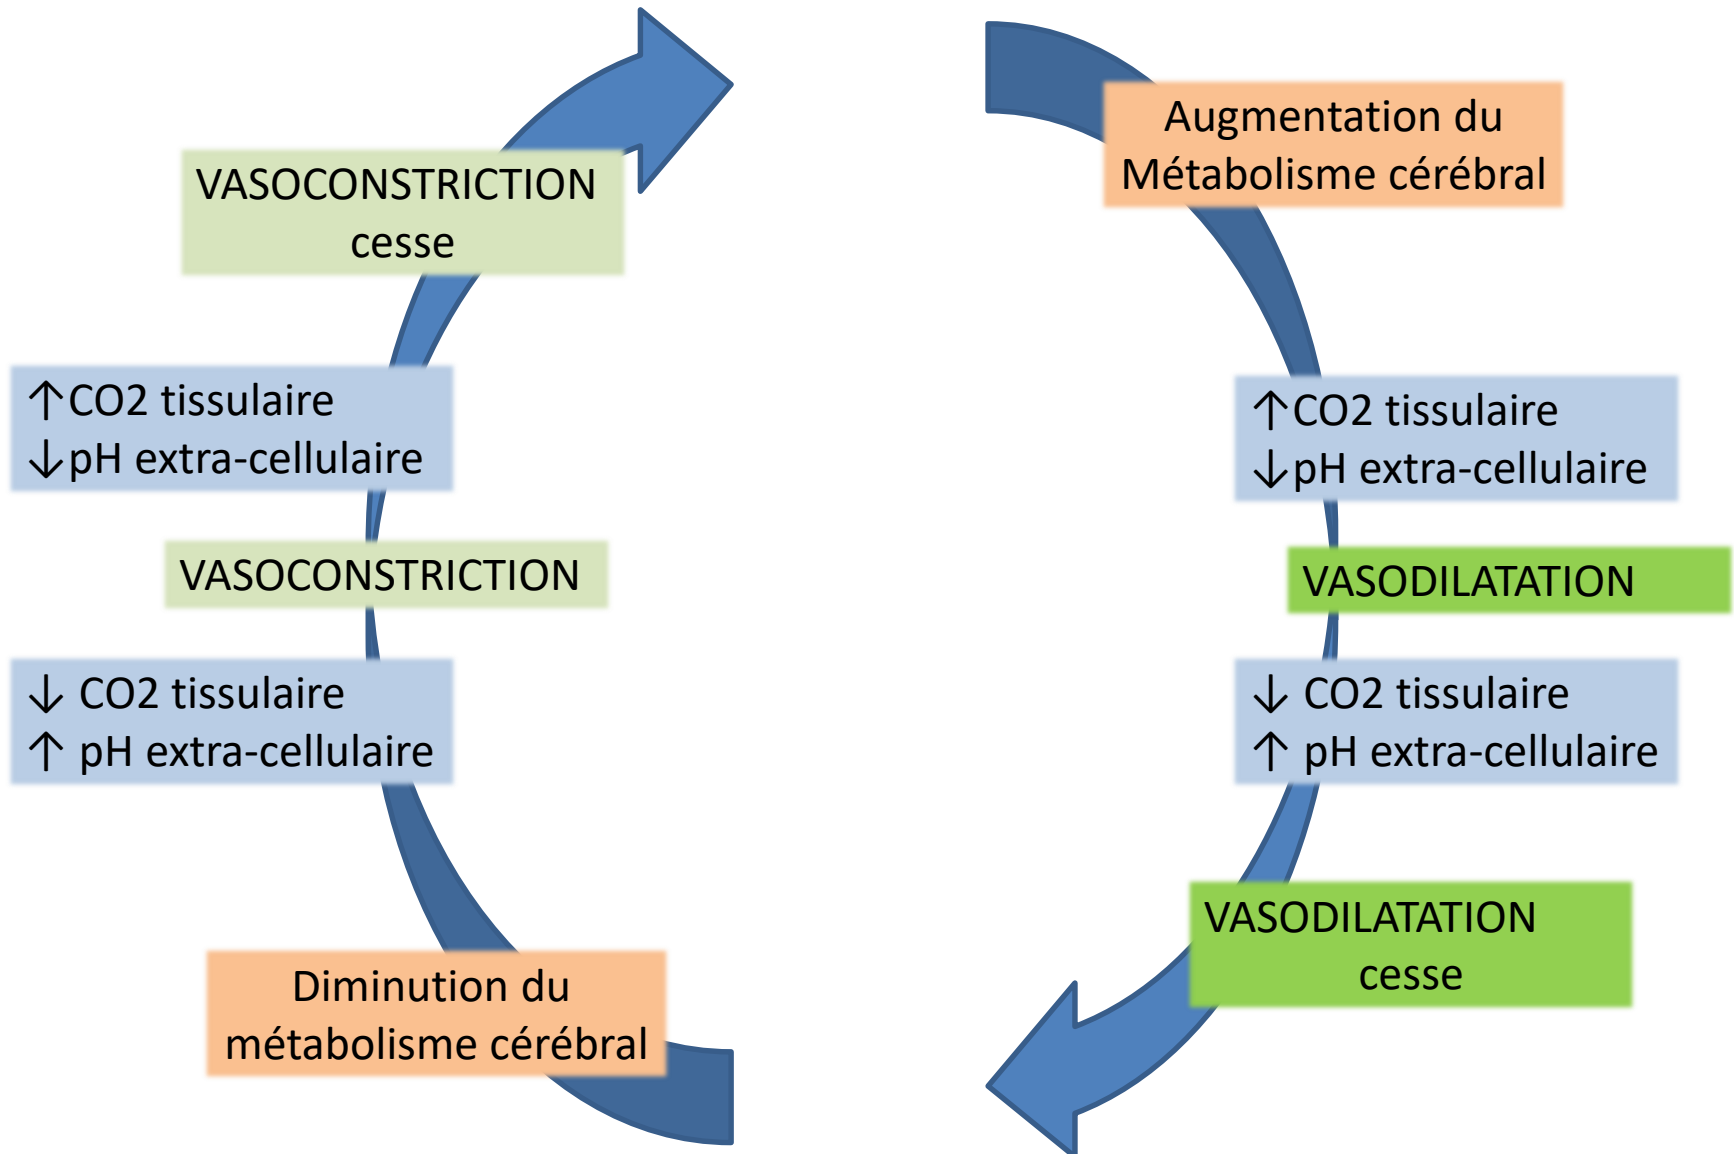 VASOCONSTRICTION
cesse
↑CO2 tissulaire
↓pH extra-cellulaire
VASOCONSTRICTION
↓ CO2 tissulaire
↑ pH extra-cellulaire
Diminution du
métabolisme cérébral
Augmentation du
Métabolisme cérébral
↑CO2 tissulaire
↓pH extra-cellulaire
VASODILATATION
↓ CO2 tissulaire
↑ pH extra-cellulaire
VASODILATATION
cesse